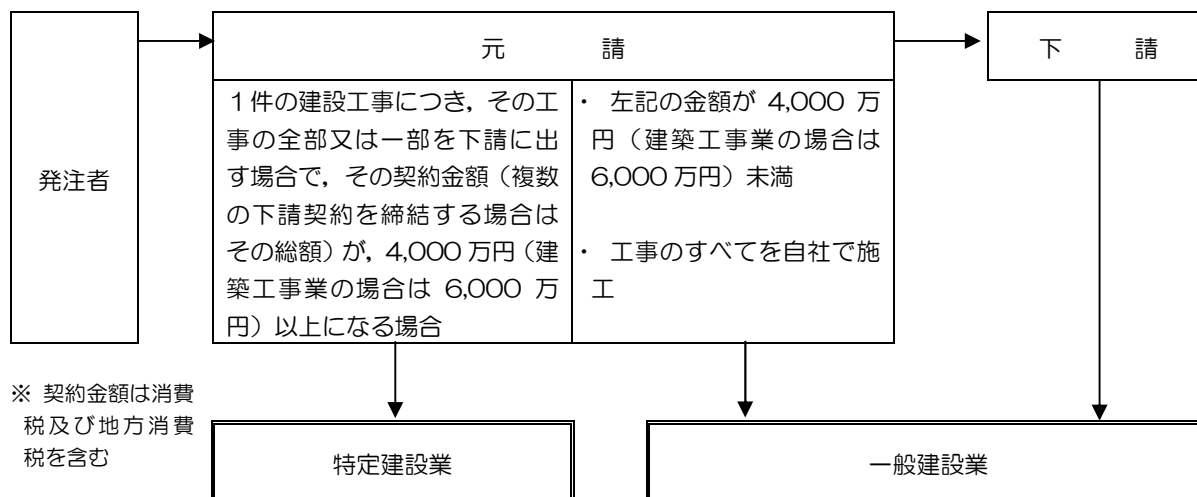 元　　　請
下　　　請
発注者
１件の建設工事につき，その工
事の全部又は一部を下請に出
す場合で，その契約金額（複数
の下請契約を締結する場合は
その総額）が，4,000 万円（建
築工事業の場合は 6,000 万
円）以上になる場合
・ 左記の金額が 4,000 万
円（建築工事業の場合は
6,000 万円）未満
・ 工事のすべてを自社で施
工
※ 契約金額は消費
税及び地方消費
税を含む
特定建設業
一般建設業